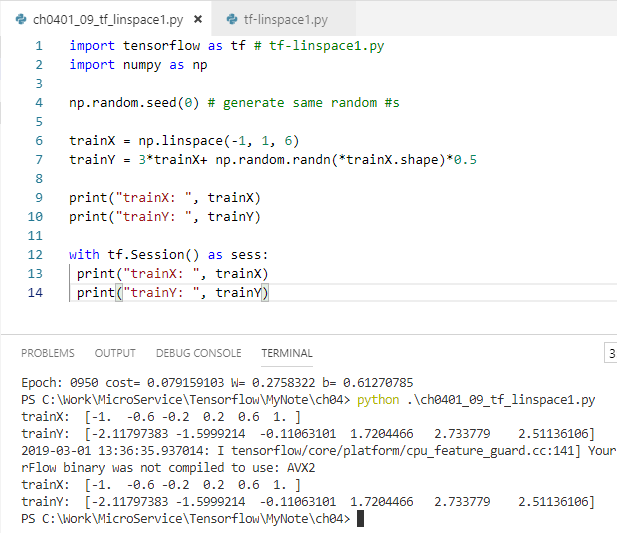 ch0401_09_tf_linspace1.py × tf-linspace1.py
1 import tensorflow as tf # tf-linspace1.py
2 import numpy as np
3
4 np.random.seed(0) # generate same random #s
5
6 trainX = np.linspace(-1, 1, 6)
7 trainY = 3*trainX+ np.random.randn(*trainX.shape)*0.5
8
9 print("trainX: ", trainX)
10 print("trainY: ", trainY)
11
12 with tf.Session() as sess:
13 print("trainX: ", trainX)
14 print("trainY: ", trainY)
PROBLEMS OUTPUT DEBUG CONSOLE TERMINAL 3
Epoch: 0950 cost= 0.079159103 W= 0.2758322 b= 0.61270785
PS C:\Work\MicroService\Tensorflow\MyNote\ch04> python .\ch0401_09_tf_linspace1.py
trainX: [-1. -0.6 -0.2 0.2 0.6 1. ]
trainY: [-2.11797383 -1.5999214 -0.11063101 1.7204466 2.733779 2.51136106]
2019-03-01 13:36:35.937014: I tensorflow/core/platform/cpu_feature_guard.cc:141] Your
rFlow binary was not compiled to use: AVX2
trainX: [-1. -0.6 -0.2 0.2 0.6 1. ]
trainY: [-2.11797383 -1.5999214 -0.11063101 1.7204466 2.733779 2.51136106]
PS C:\Work\MicroService\Tensorflow\MyNote\ch04>